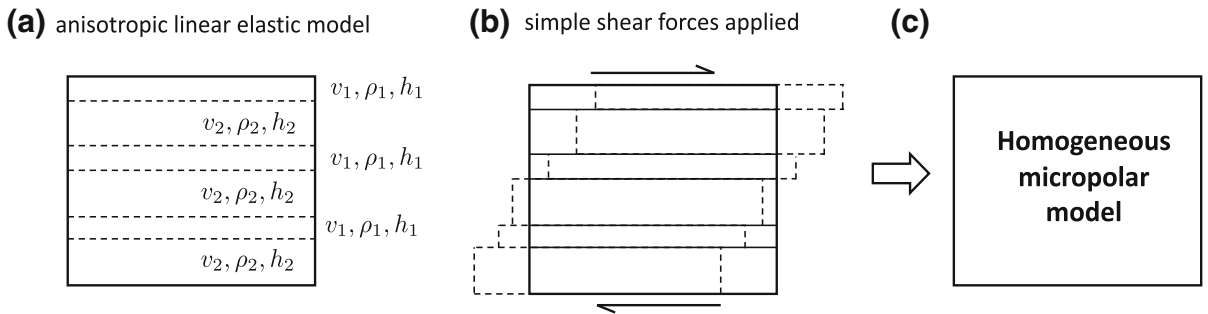 (a) anisotropic linear elastic model
(b) simple shear forces applied
(c)
v₁, ρ₁, h₁
v₂, ρ₂, h₂
v₁, ρ₁, h₁
v₂, ρ₂, h₂
v₁, ρ₁, h₁
v₂, ρ₂, h₂
Homogeneous
micropolar
model